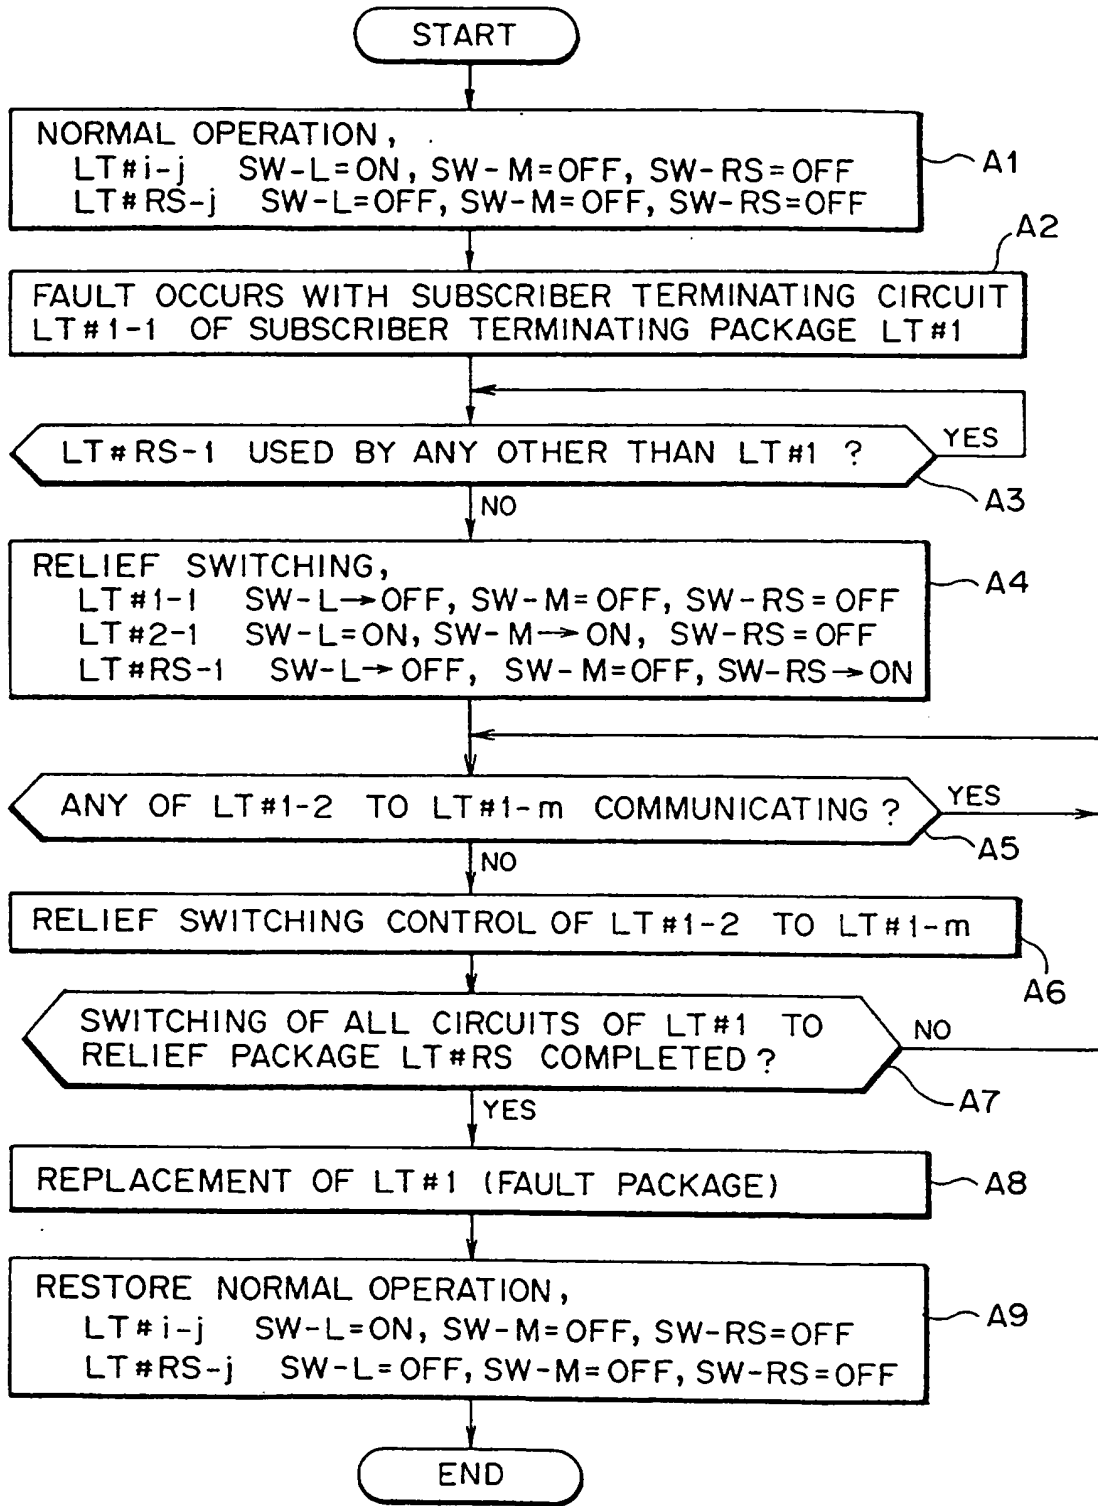 START
NORMAL OPERATION,
LT#i-j SW-L=ON, SW-M=OFF, SW-RS=OFF
LT#RS-j SW-L=OFF, SW-M=OFF, SW-RS=OFF
A1
A2
FAULT OCCURS WITH SUBSCRIBER TERMINATING CIRCUIT
LT#1-1 OF SUBSCRIBER TERMINATING PACKAGE LT#1
LT#RS-1 USED BY ANY OTHER THAN LT#1 ?
YES
A3
NO
RELIEF SWITCHING,
LT#1-1 SW-L→OFF, SW-M=OFF, SW-RS=OFF
LT#2-1 SW-L=ON, SW-M→ON, SW-RS=OFF
LT#RS-1 SW-L→OFF, SW-M=OFF, SW-RS→ON
A4
ANY OF LT#1-2 TO LT#1-m COMMUNICATING ?
YES
A5
NO
RELIEF SWITCHING CONTROL OF LT#1-2 TO LT#1-m
A6
SWITCHING OF ALL CIRCUITS OF LT#1 TO
RELIEF PACKAGE LT#RS COMPLETED ?
NO
A7
YES
REPLACEMENT OF LT#1 (FAULT PACKAGE)
A8
RESTORE NORMAL OPERATION,
LT#i-j SW-L=ON, SW-M=OFF, SW-RS=OFF
LT#RS-j SW-L=OFF, SW-M=OFF, SW-RS=OFF
A9
END